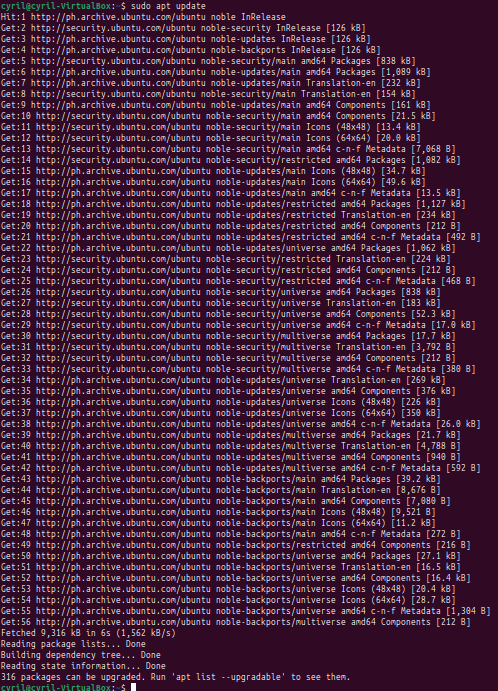 cyril@cyril-VirtualBox:~$ sudo apt update
Hit:1 http://ph.archive.ubuntu.com/ubuntu noble InRelease
Get:2 http://security.ubuntu.com/ubuntu noble-security InRelease [126 kB]
Get:3 http://ph.archive.ubuntu.com/ubuntu noble-updates InRelease [126 kB]
Get:4 http://ph.archive.ubuntu.com/ubuntu noble-backports InRelease [126 kB]
Get:5 http://security.ubuntu.com/ubuntu noble-security/main amd64 Packages [838 kB]
Get:6 http://ph.archive.ubuntu.com/ubuntu noble-updates/main amd64 Packages [1,089 kB]
Get:7 http://ph.archive.ubuntu.com/ubuntu noble-updates/main Translation-en [232 kB]
Get:8 http://security.ubuntu.com/ubuntu noble-security/main Translation-en [154 kB]
Get:9 http://ph.archive.ubuntu.com/ubuntu noble-updates/main amd64 Components [161 kB]
Get:10 http://security.ubuntu.com/ubuntu noble-security/main amd64 Components [21.5 kB]
Get:11 http://security.ubuntu.com/ubuntu noble-security/main Icons (48x48) [13.4 kB]
Get:12 http://security.ubuntu.com/ubuntu noble-security/main Icons (64x64) [20.0 kB]
Get:13 http://security.ubuntu.com/ubuntu noble-security/main amd64 c-n-f Metadata [7,068 B]
Get:14 http://security.ubuntu.com/ubuntu noble-security/restricted amd64 Packages [1,082 kB]
Get:15 http://ph.archive.ubuntu.com/ubuntu noble-updates/main Icons (48x48) [34.7 kB]
Get:16 http://ph.archive.ubuntu.com/ubuntu noble-updates/main Icons (64x64) [49.6 kB]
Get:17 http://ph.archive.ubuntu.com/ubuntu noble-updates/main amd64 c-n-f Metadata [13.5 kB]
Get:18 http://ph.archive.ubuntu.com/ubuntu noble-updates/restricted amd64 Packages [1,127 kB]
Get:19 http://ph.archive.ubuntu.com/ubuntu noble-updates/restricted Translation-en [234 kB]
Get:20 http://ph.archive.ubuntu.com/ubuntu noble-updates/restricted amd64 Components [212 B]
Get:21 http://ph.archive.ubuntu.com/ubuntu noble-updates/restricted amd64 c-n-f Metadata [492 B]
Get:22 http://ph.archive.ubuntu.com/ubuntu noble-updates/universe amd64 Packages [1,062 kB]
Get:23 http://security.ubuntu.com/ubuntu noble-security/restricted Translation-en [224 kB]
Get:24 http://security.ubuntu.com/ubuntu noble-security/restricted amd64 Components [212 B]
Get:25 http://security.ubuntu.com/ubuntu noble-security/restricted amd64 c-n-f Metadata [468 B]
Get:26 http://security.ubuntu.com/ubuntu noble-security/universe amd64 Packages [838 kB]
Get:27 http://security.ubuntu.com/ubuntu noble-security/universe Translation-en [183 kB]
Get:28 http://security.ubuntu.com/ubuntu noble-security/universe amd64 Components [52.3 kB]
Get:29 http://security.ubuntu.com/ubuntu noble-security/universe amd64 c-n-f Metadata [17.0 kB]
Get:30 http://security.ubuntu.com/ubuntu noble-security/multiverse amd64 Packages [17.7 kB]
Get:31 http://security.ubuntu.com/ubuntu noble-security/multiverse Translation-en [3,792 B]
Get:32 http://security.ubuntu.com/ubuntu noble-security/multiverse amd64 Components [212 B]
Get:33 http://security.ubuntu.com/ubuntu noble-security/multiverse amd64 c-n-f Metadata [380 B]
Get:34 http://ph.archive.ubuntu.com/ubuntu noble-updates/universe Translation-en [269 kB]
Get:35 http://ph.archive.ubuntu.com/ubuntu noble-updates/universe amd64 Components [376 kB]
Get:36 http://ph.archive.ubuntu.com/ubuntu noble-updates/universe Icons (48x48) [226 kB]
Get:37 http://ph.archive.ubuntu.com/ubuntu noble-updates/universe Icons (64x64) [350 kB]
Get:38 http://ph.archive.ubuntu.com/ubuntu noble-updates/universe amd64 c-n-f Metadata [26.0 kB]
Get:39 http://ph.archive.ubuntu.com/ubuntu noble-updates/multiverse amd64 Packages [21.7 kB]
Get:40 http://ph.archive.ubuntu.com/ubuntu noble-updates/multiverse Translation-en [4,788 B]
Get:41 http://ph.archive.ubuntu.com/ubuntu noble-updates/multiverse amd64 Components [940 B]
Get:42 http://ph.archive.ubuntu.com/ubuntu noble-updates/multiverse amd64 c-n-f Metadata [592 B]
Get:43 http://ph.archive.ubuntu.com/ubuntu noble-backports/main amd64 Packages [39.2 kB]
Get:44 http://ph.archive.ubuntu.com/ubuntu noble-backports/main Translation-en [8,676 B]
Get:45 http://ph.archive.ubuntu.com/ubuntu noble-backports/main amd64 Components [7,080 B]
Get:46 http://ph.archive.ubuntu.com/ubuntu noble-backports/main Icons (48x48) [9,521 B]
Get:47 http://ph.archive.ubuntu.com/ubuntu noble-backports/main Icons (64x64) [11.2 kB]
Get:48 http://ph.archive.ubuntu.com/ubuntu noble-backports/main amd64 c-n-f Metadata [272 B]
Get:49 http://ph.archive.ubuntu.com/ubuntu noble-backports/restricted amd64 Components [216 B]
Get:50 http://ph.archive.ubuntu.com/ubuntu noble-backports/universe amd64 Packages [27.1 kB]
Get:51 http://ph.archive.ubuntu.com/ubuntu noble-backports/universe Translation-en [16.5 kB]
Get:52 http://ph.archive.ubuntu.com/ubuntu noble-backports/universe amd64 Components [16.4 kB]
Get:53 http://ph.archive.ubuntu.com/ubuntu noble-backports/universe Icons (48x48) [20.4 kB]
Get:54 http://ph.archive.ubuntu.com/ubuntu noble-backports/universe Icons (64x64) [28.7 kB]
Get:55 http://ph.archive.ubuntu.com/ubuntu noble-backports/universe amd64 c-n-f Metadata [1,304 B]
Get:56 http://ph.archive.ubuntu.com/ubuntu noble-backports/multiverse amd64 Components [212 B]
Fetched 9,316 kB in 6s (1,562 kB/s)
Reading package lists... Done
Building dependency tree... Done
Reading state information... Done
316 packages can be upgraded. Run 'apt list --upgradable' to see them.
cyril@cyril-VirtualBox:~$